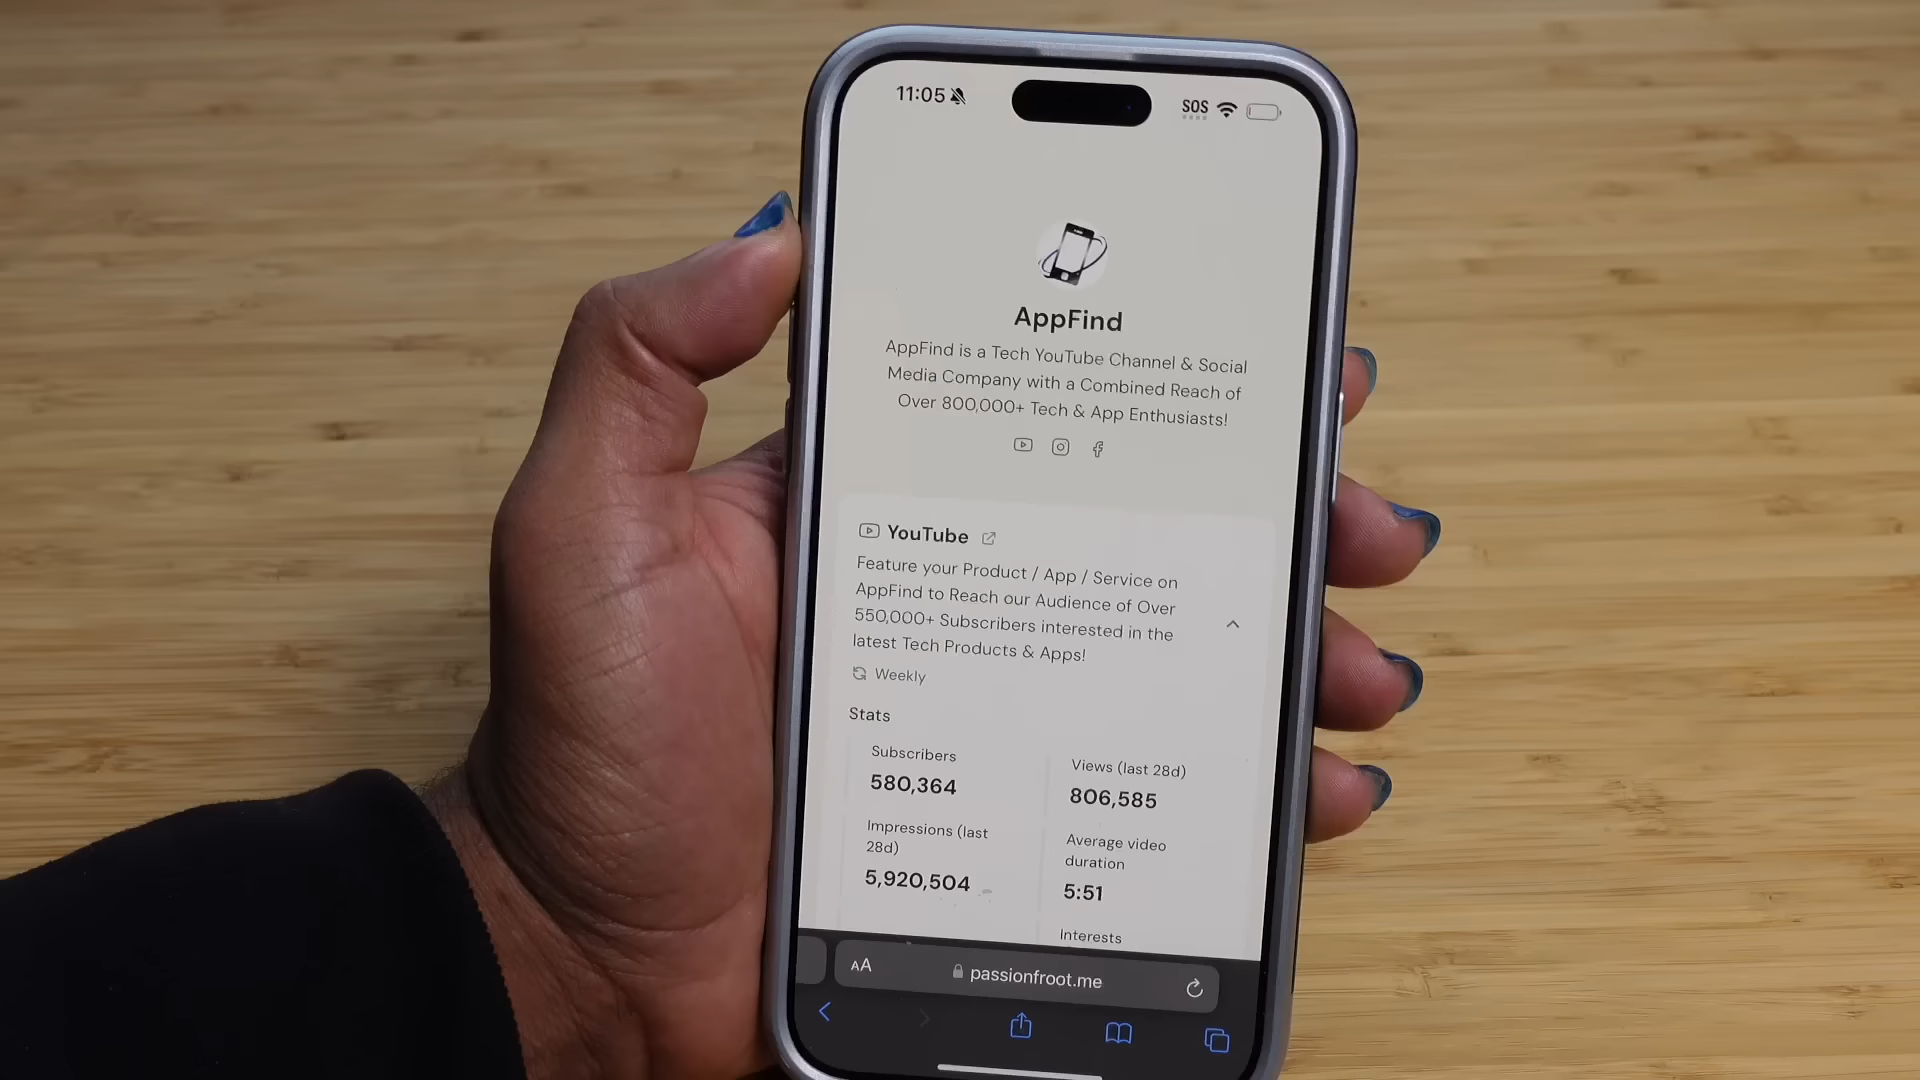 11:05
SOS
AppFind
AppFind is a Tech YouTube Channel & Social
Media Company with a Combined Reach of
Over 800,000+ Tech & App Enthusiasts!
YouTube
Feature your Product / App / Service on
AppFind to Reach our Audience of Over
550,000+ Subscribers interested in the
latest Tech Products & Apps!
Weekly
Stats
Subscribers
580,364
Views (last 28d)
806,585
Impressions (last
28d)
5,920,504
Average video
duration
5:51
Interests
AA
passionfroot.me